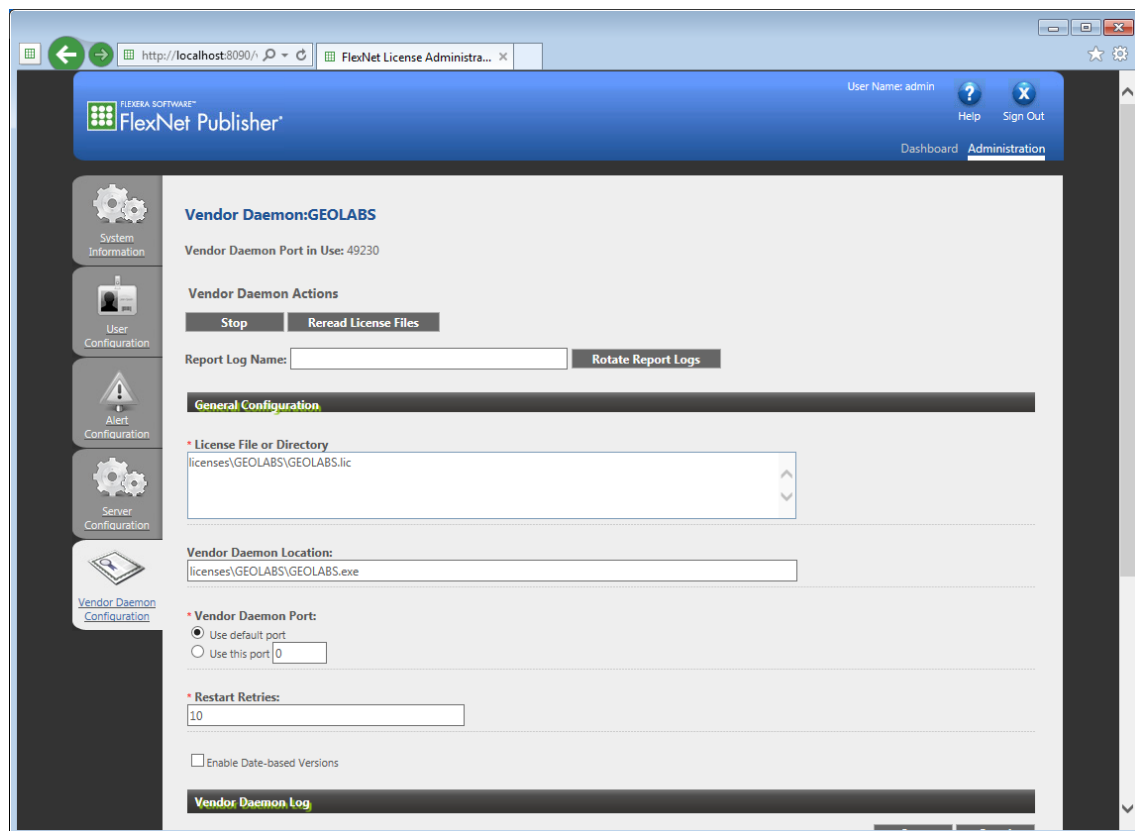 http://localhost:8090/
FlexNet License Administra...
User Name: admin
FLEXERA SOFTWARE™
FlexNet Publisher
Help
Sign Out
Dashboard Administration
System
Information
User
Configuration
Alert
Configuration
Server
Configuration
Vendor Daemon
Configuration
Vendor Daemon:GEOLABS
Vendor Daemon Port in Use: 49230
Vendor Daemon Actions
Stop Reread License Files
Report Log Name: Rotate Report Logs
General Configuration
* License File or Directory
licenses\GEOLABS\GEOLABS.lic
Vendor Daemon Location:
licenses\GEOLABS\GEOLABS.exe
* Vendor Daemon Port:
Use default port
Use this port 0
* Restart Retries:
10
Enable Date-based Versions
Vendor Daemon Log